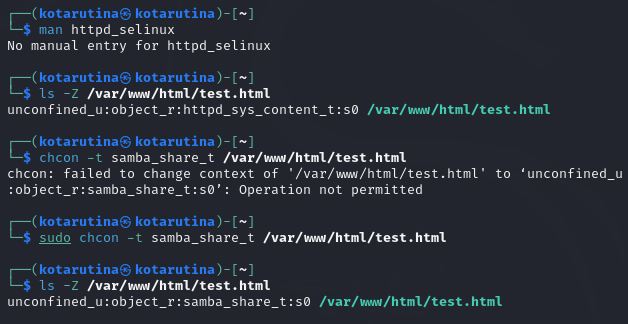 ┌──(kotarutina㉿kotarutina)-[~]
└─$ man httpd_selinux
No manual entry for httpd_selinux
┌──(kotarutina㉿kotarutina)-[~]
└─$ ls -Z /var/www/html/test.html
unconfined_u:object_r:httpd_sys_content_t:s0 /var/www/html/test.html
┌──(kotarutina㉿kotarutina)-[~]
└─$ chcon -t samba_share_t /var/www/html/test.html
chcon: failed to change context of '/var/www/html/test.html' to ‘unconfined_u
:object_r:samba_share_t:s0’: Operation not permitted
┌──(kotarutina㉿kotarutina)-[~]
└─$ sudo chcon -t samba_share_t /var/www/html/test.html
┌──(kotarutina㉿kotarutina)-[~]
└─$ ls -Z /var/www/html/test.html
unconfined_u:object_r:samba_share_t:s0 /var/www/html/test.html